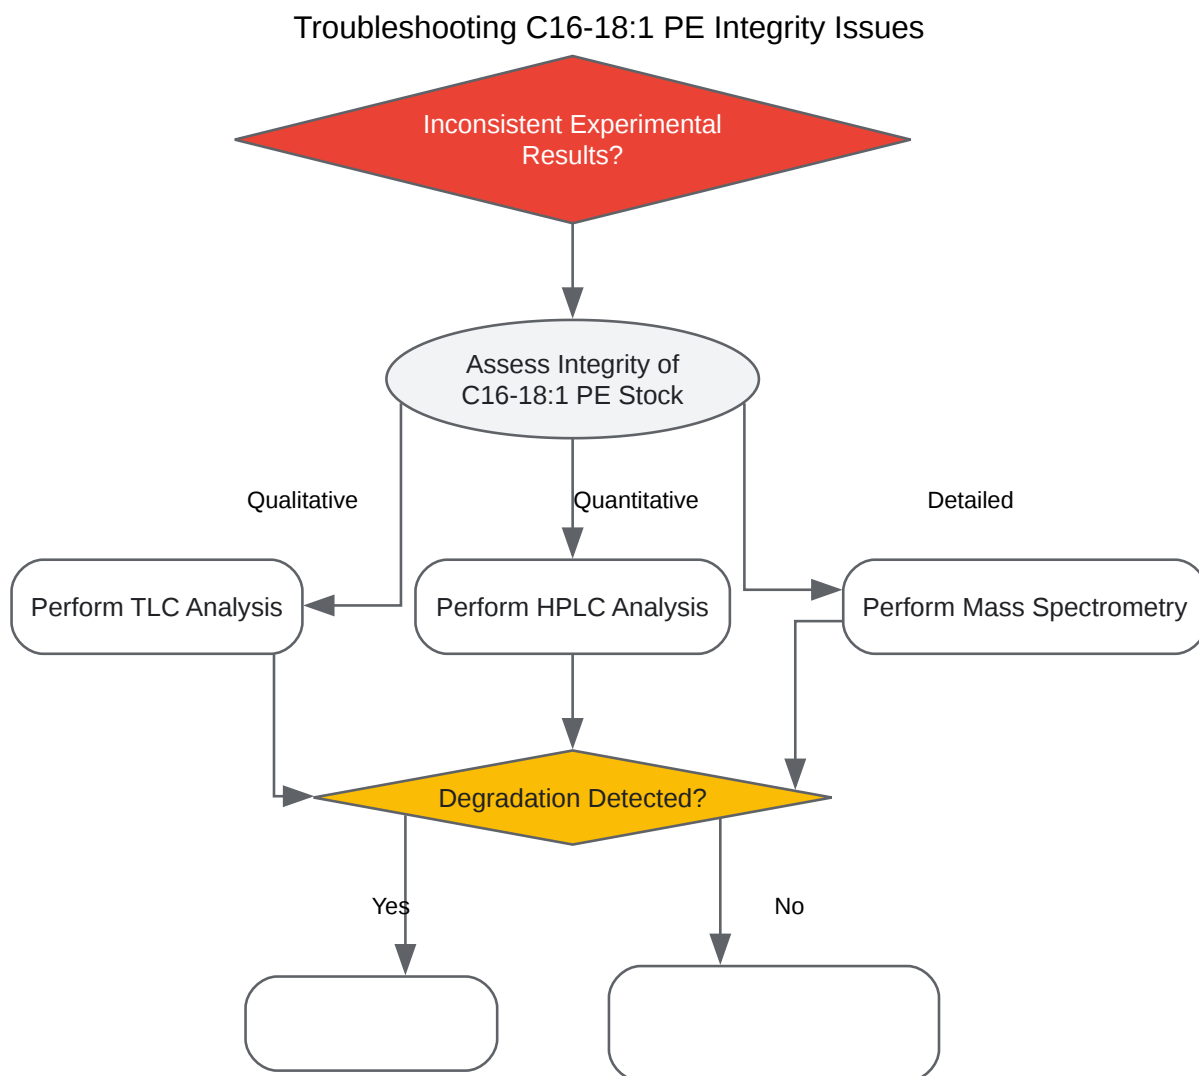 Troubleshooting C16-18:1 PE Integrity Issues
Inconsistent Experimental
Results?
Assess Integrity of
C16-18:1 PE Stock
Qualitative
Quantitative
Detailed
Perform TLC Analysis
Perform HPLC Analysis
Perform Mass Spectrometry
Degradation Detected?
Yes
No